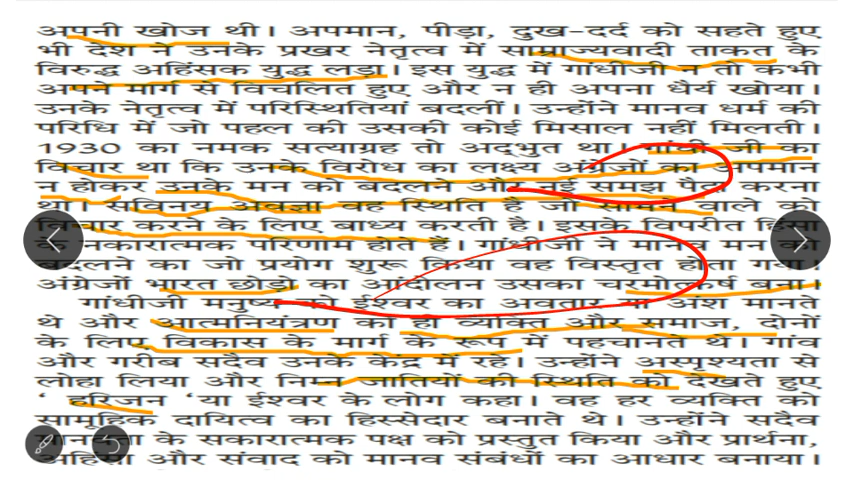 अपनी खोज थी। अपमान, पीड़ा, दुख-दर्द को सहते हुए
भी देश ने उनके प्रखर नेतृत्व में साम्राज्यवादी ताकत के
विरुद्ध अहिंसक युद्ध लड़ा। इस युद्ध में गांधीजी न तो कभी
अपने मार्ग से विचलित हुए और न ही अपना धैर्य खोया।
उनके नेतृत्व में परिस्थितियां बदलीं। उन्होंने मानव धर्म की
परिधि में जो पहल की उसकी कोई मिसाल नहीं मिलती।
1930 का नमक सत्याग्रह तो अद्भुत था। गांधी जी का
विचार था कि उनके विरोध का लक्ष्य अंग्रेजों का अपमान
न होकर उनके मन को बदलने और नई समझ पैदा करना
था। सविनय अवज्ञा वह स्थिति है जो सामने वाले को
विचार करने के लिए बाध्य करती है। इसके विपरीत हिंसा
के नकारात्मक परिणाम होते हैं। गांधीजी ने मानव मन को
बदलने का जो प्रयोग शुरू किया वह विस्तृत होता गया।
अंग्रेजों भारत छोड़ो का आंदोलन उसका चरमोत्कर्ष बना।
गांधीजी मनुष्य को ईश्वर का अवतार या अंश मानते
थे और आत्मनियंत्रण को ही व्यक्ति और समाज, दोनों
के लिए विकास के मार्ग के रूप में पहचानते थे। गांव
और गरीब सदैव उनके केंद्र में रहे। उन्होंने अस्पृश्यता से
लोहा लिया और निम्न जातियों की स्थिति को देखते हुए
' हरिजन 'या ईश्वर के लोग कहा। वह हर व्यक्ति को
सामूहिक दायित्व का हिस्सेदार बनाते थे। उन्होंने सदैव
मानवता के सकारात्मक पक्ष को प्रस्तुत किया और प्रार्थना,
अहिंसा और संवाद को मानव संबंधों का आधार बनाया।